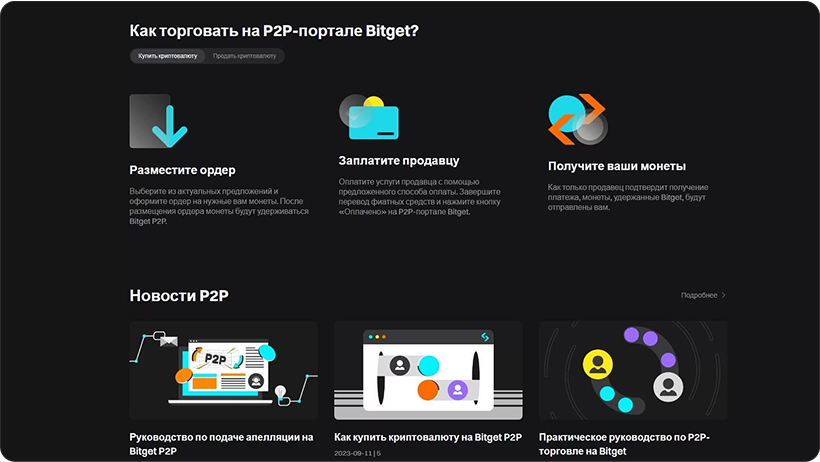 Как торговать на P2P-портале Bitget?
Купить криптовалюту Продать криптовалюту
Разместите ордер
Выберите из актуальных предложений и
оформите ордер на нужные вам монеты. После
размещения ордера монеты будут удерживаться
Bitget P2P.
Заплатите продавцу
Оплатите услуги продавца с помощью
предложенного способа оплаты. Завершите
перевод фиатных средств и нажмите кнопку
«Оплачено» на P2P-портале Bitget.
Получите ваши монеты
Как только продавец подтвердит получение
платежа, монеты, удержанные Bitget, будут
отправлены вам.
Новости P2P
Подробнее
P2P
Руководство по подаче апелляции на
Bitget P2P
Как купить криптовалюту на Bitget P2P
2023-09-11 | 5
Практическое руководство по P2P-
торговле на Bitget